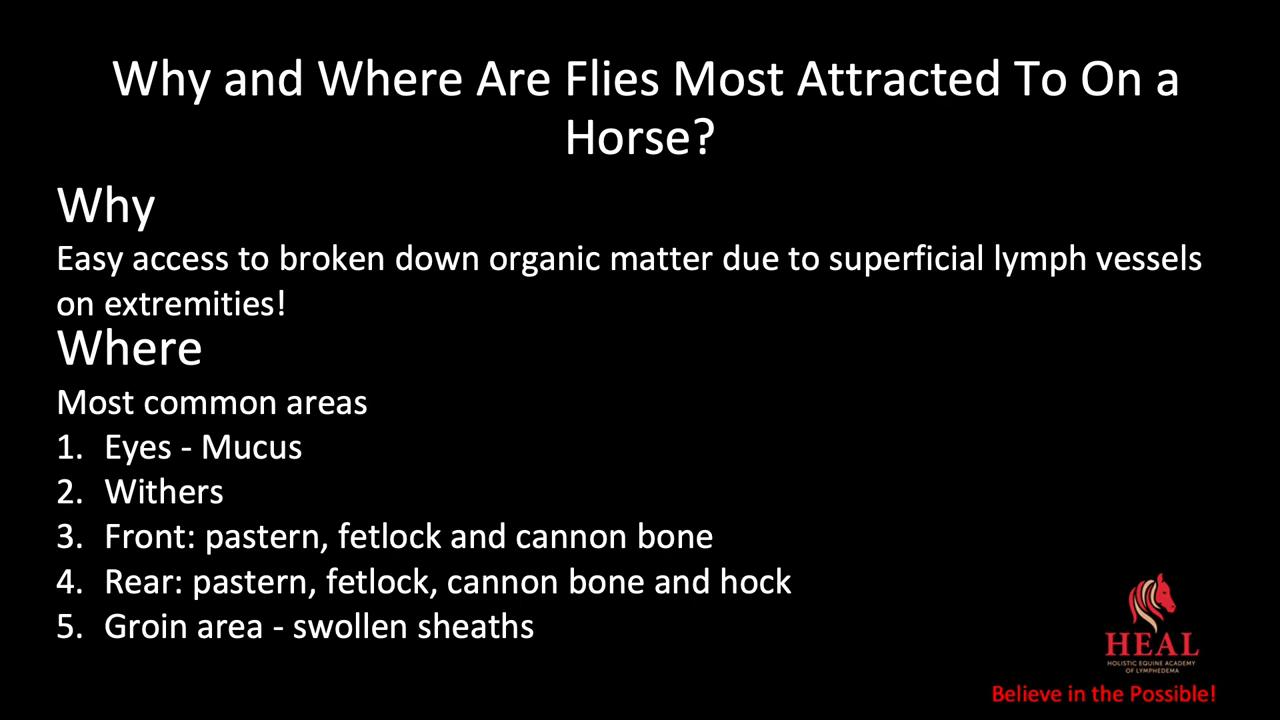 Why and Where Are Flies Most Attracted To On a
Horse?
Why
Easy access to broken down organic matter due to superficial lymph vessels
on extremities!
Where
Most common areas
1. Eyes - Mucus
2. Withers
3. Front: pastern, fetlock and cannon bone
4. Rear: pastern, fetlock, cannon bone and hock
5. Groin area - swollen sheaths
HEAL
HOLISTIC EQUINE ACADEMY
OF LYMPHEDEMA
Believe in the Possible!